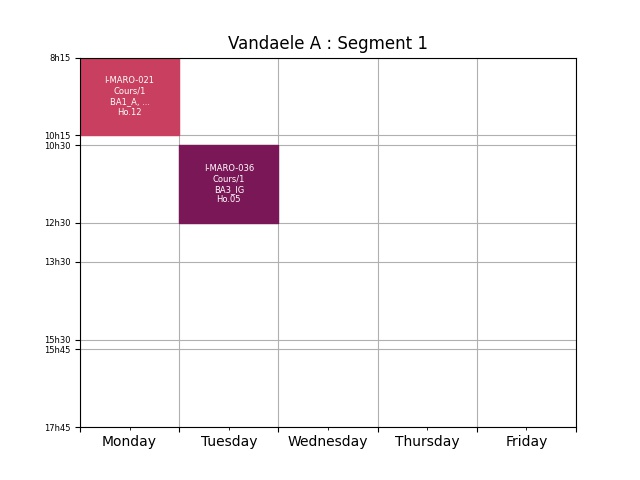 Vandaele A : Segment 1
8h15
I-MARO-021
Cours/1
BA1_A, ...
Ho.12
10h15
10h30
I-MARO-036
Cours/1
BA3_IG
Ho.05
12h30
13h30
15h30
15h45
17h45
Monday Tuesday Wednesday Thursday Friday